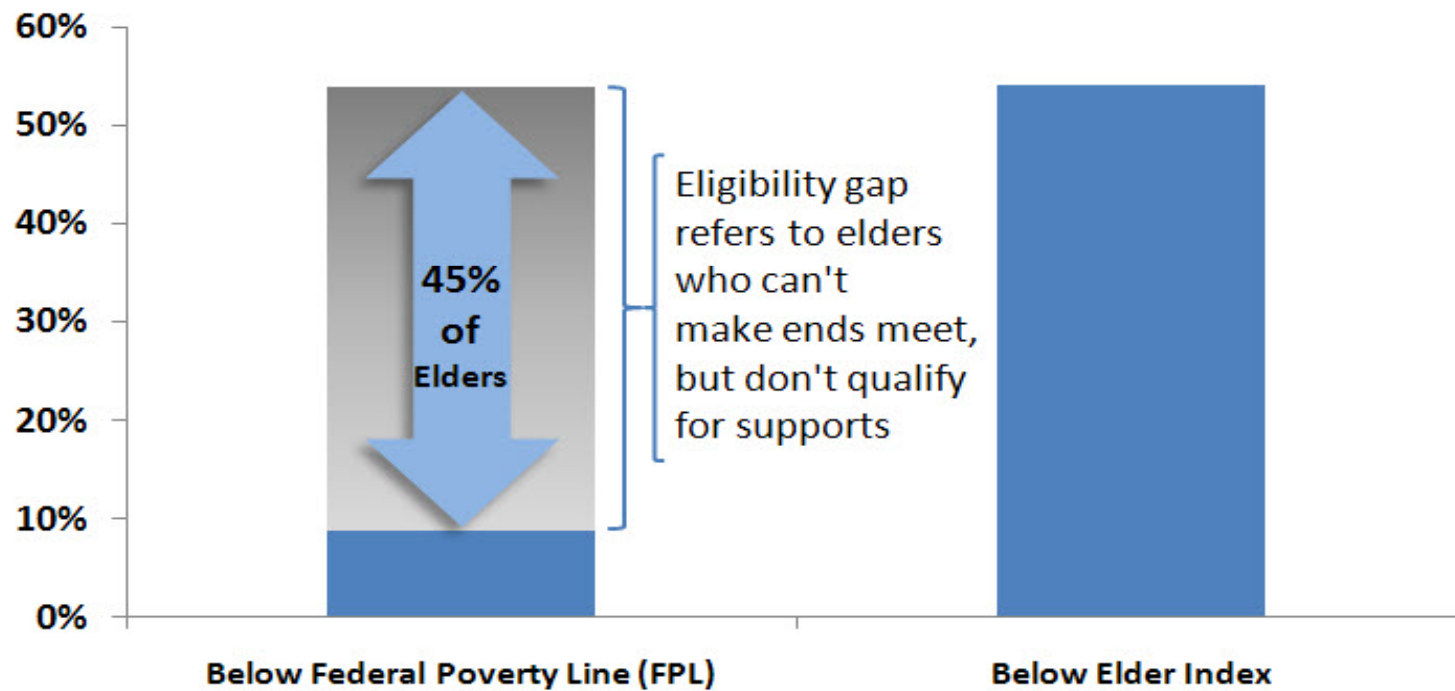 60%
50%
40%
30%
20%
10%
0%
45%
of
Elders
Eligibility gap
refers to elders
who can't
make ends meet,
but don't qualify
for supports
Below Federal Poverty Line (FPL)
Below Elder Index